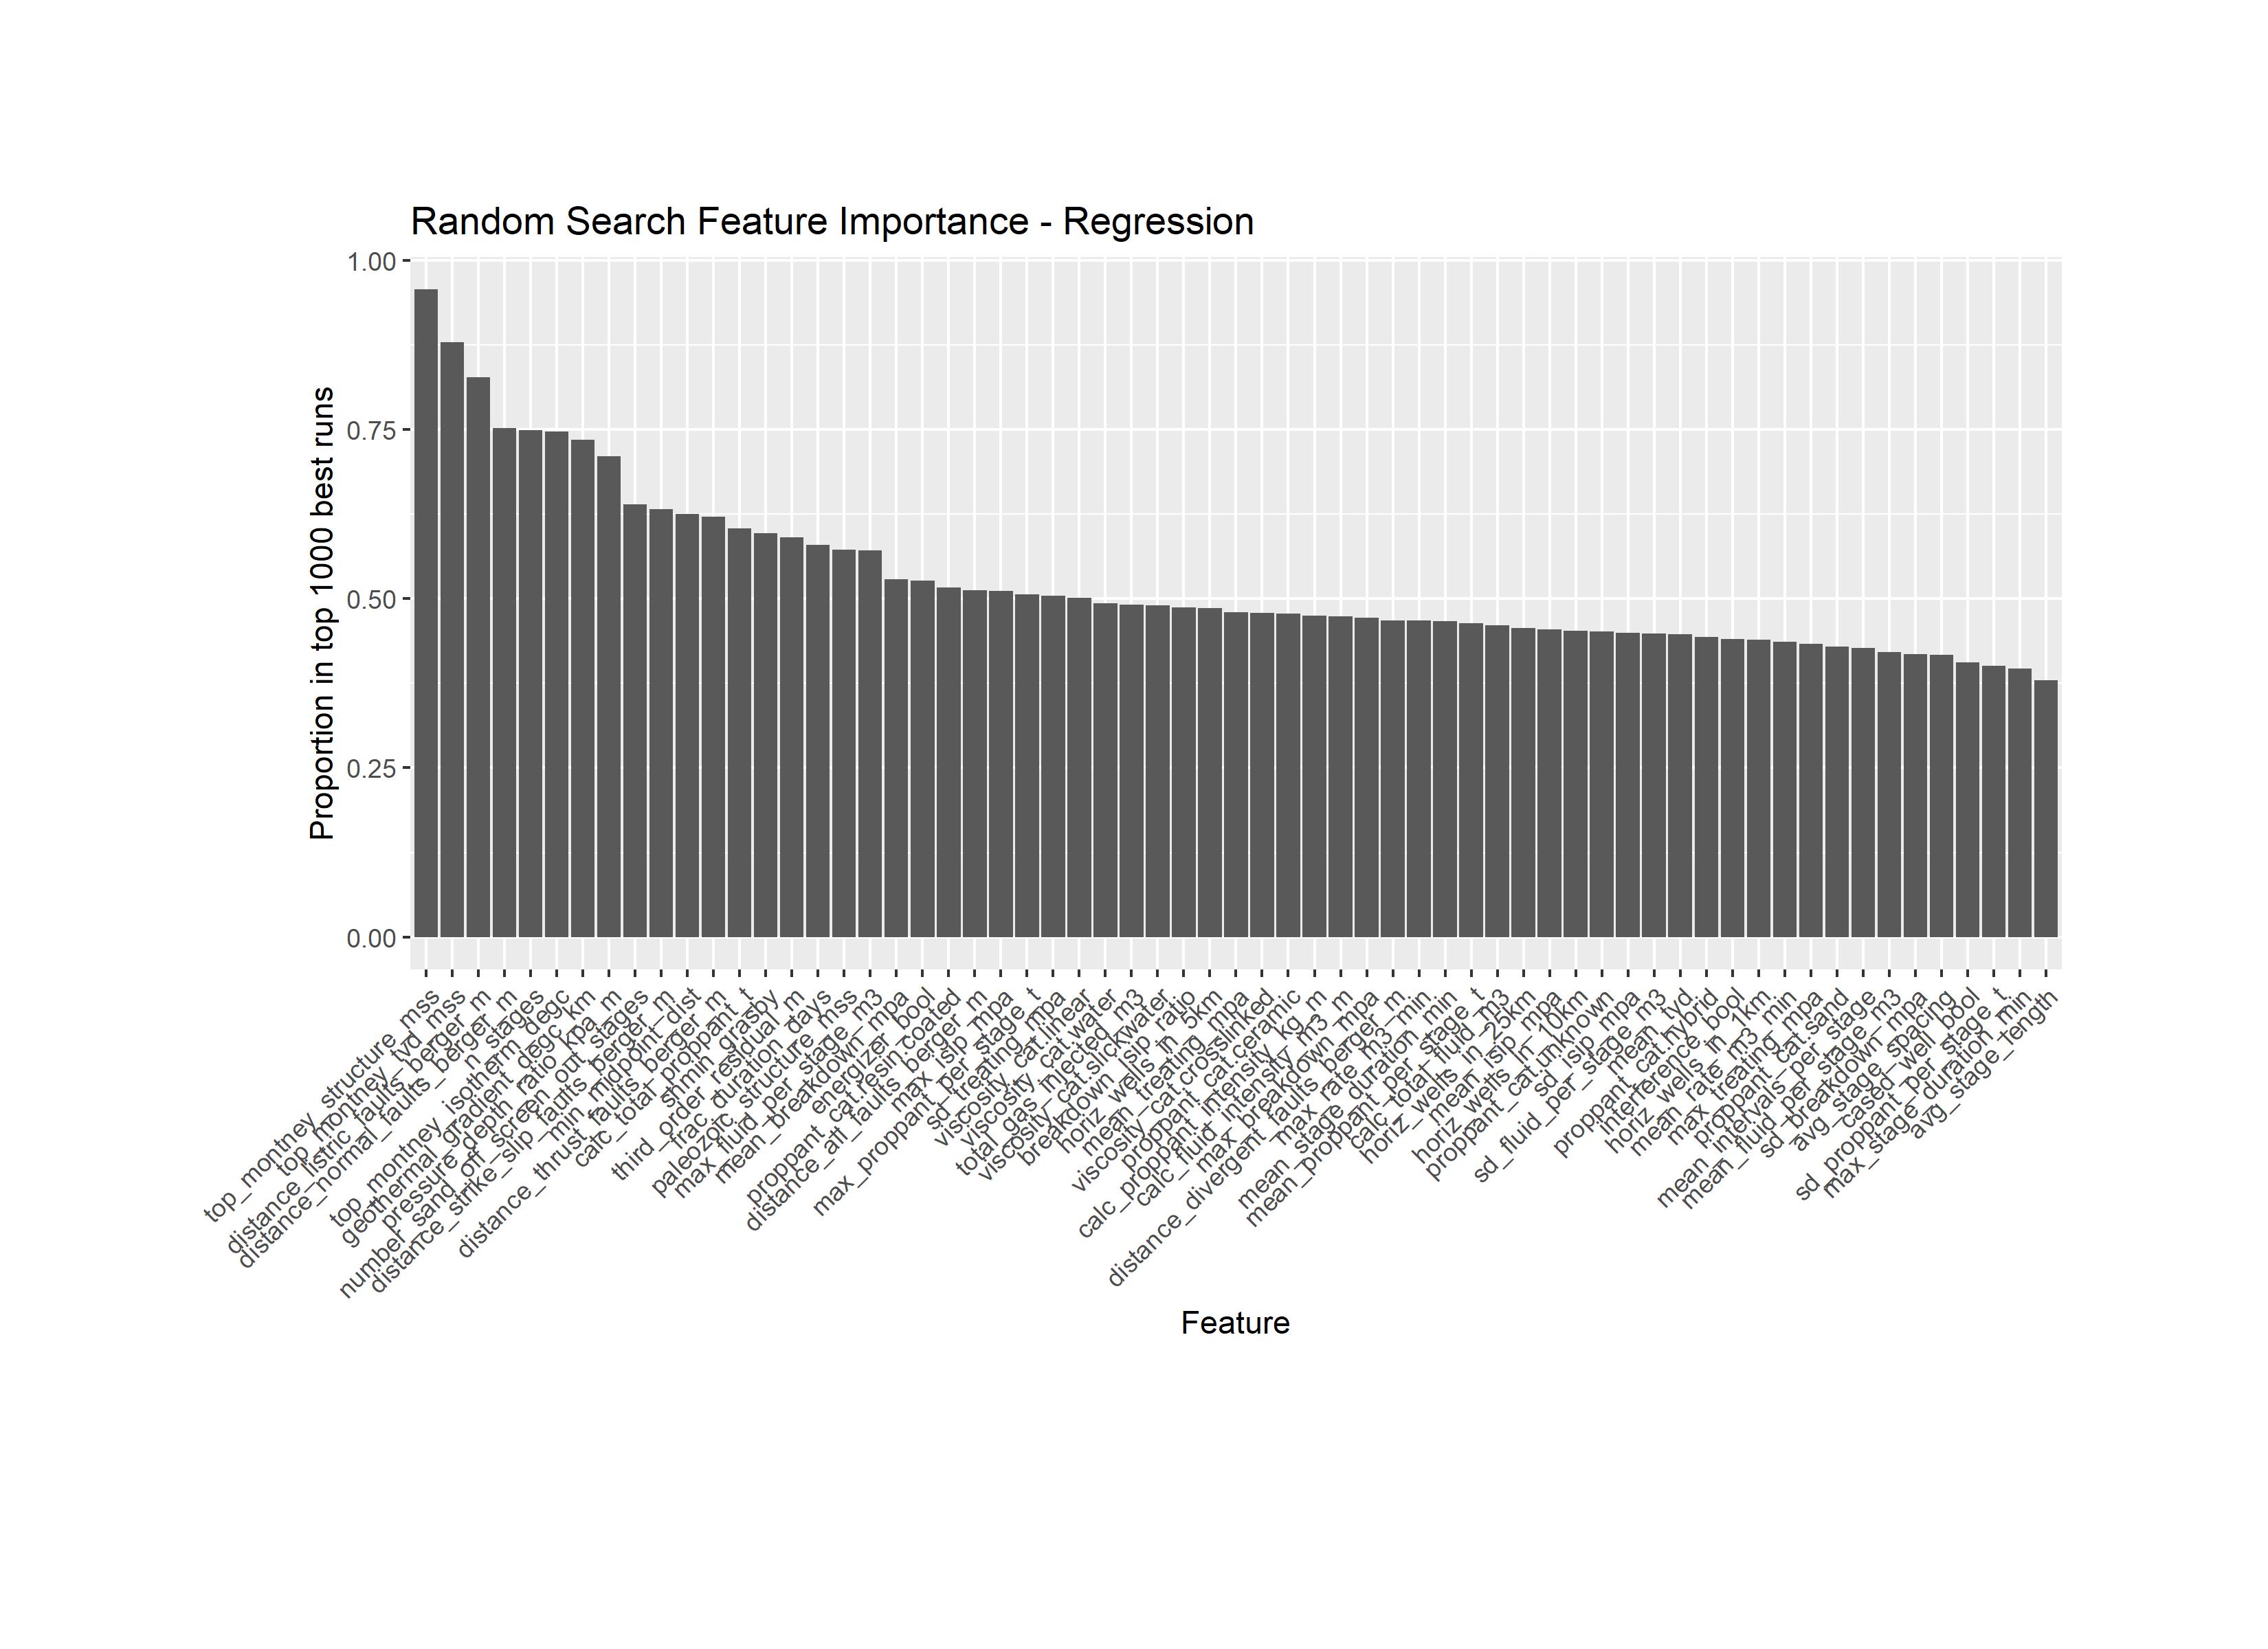 Random Search Feature Importance - Regression
Proportion in top 1000 best runs
1.00
0.75
0.50
0.25
0.00
top_montney_structure_mss
top_montney_tvd_mss
distance_listric_faults_berger_m
distance_normal_faults_berger_m
n_stages
top_montney_isotherm_degc
geothermal_gradient_degc_km
pressure_depth_ratio_kpa_m
number_sand_off_screen_out_stages
distance_strike_slip_faults_berger_m
min_midpoint_dist
distance_thrust_faults_berger_m
calc_total_proppant_t
shmin_grasby
third_order_residual_m
frac_duration_days
paleozoic_structure_mss
max_fluid_per_stage_m3
mean_breakdown_mpa
energizer_bool
proppant_cat.resin_coated
distance_all_faults_berger_m
max_isip_mpa
max_proppant_per_stage_t
sd_treating_mpa
viscosity_cat.linear
viscosity_cat.water
total_gas_injected_m3
viscosity_cat.slickwater
breakdown_isip_ratio
horiz_wells_in_5km
mean_treating_mpa
viscosity_cat.crosslinked
proppant_cat.ceramic
calc_proppant_intensity_kg_m
calc_fluid_intensity_m3_m
max_breakdown_mpa
distance_divergent_faults_berger_m
max_rate_m3_min
mean_stage_duration_min
mean_proppant_per_stage_t
calc_total_fluid_m3
horiz_wells_in_25km
mean_isip_mpa
horiz_wells_in_10km
proppant_cat.unknown
sd_isip_mpa
sd_fluid_per_stage_m3
mean_tvd
proppant_cat.hybrid
interference_bool
horiz_wells_in_1km
mean_rate_m3_min
max_treating_mpa
proppant_cat.sand
mean_intervals_per_stage
mean_fluid_per_stage_m3
sd_breakdown_mpa
avg_stage_spacing
cased_well_bool
sd_proppant_per_stage_t
max_stage_duration_min
avg_stage_length
Feature